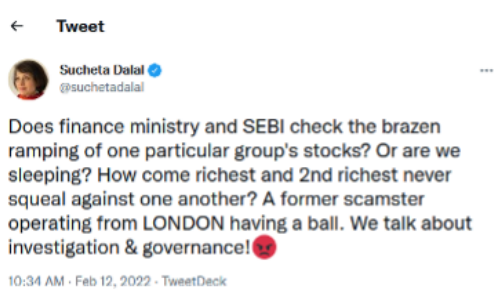 Tweet
Sucheta Dalal
@suchetadalal
Does finance ministry and SEBI check the brazen
ramping of one particular group's stocks? Or are we
sleeping? How come richest and 2nd richest never
squeal against one another? A former scamster
operating from LONDON having a ball. We talk about
investigation & governance!😡
10:34 AM · Feb 12, 2022 · TweetDeck